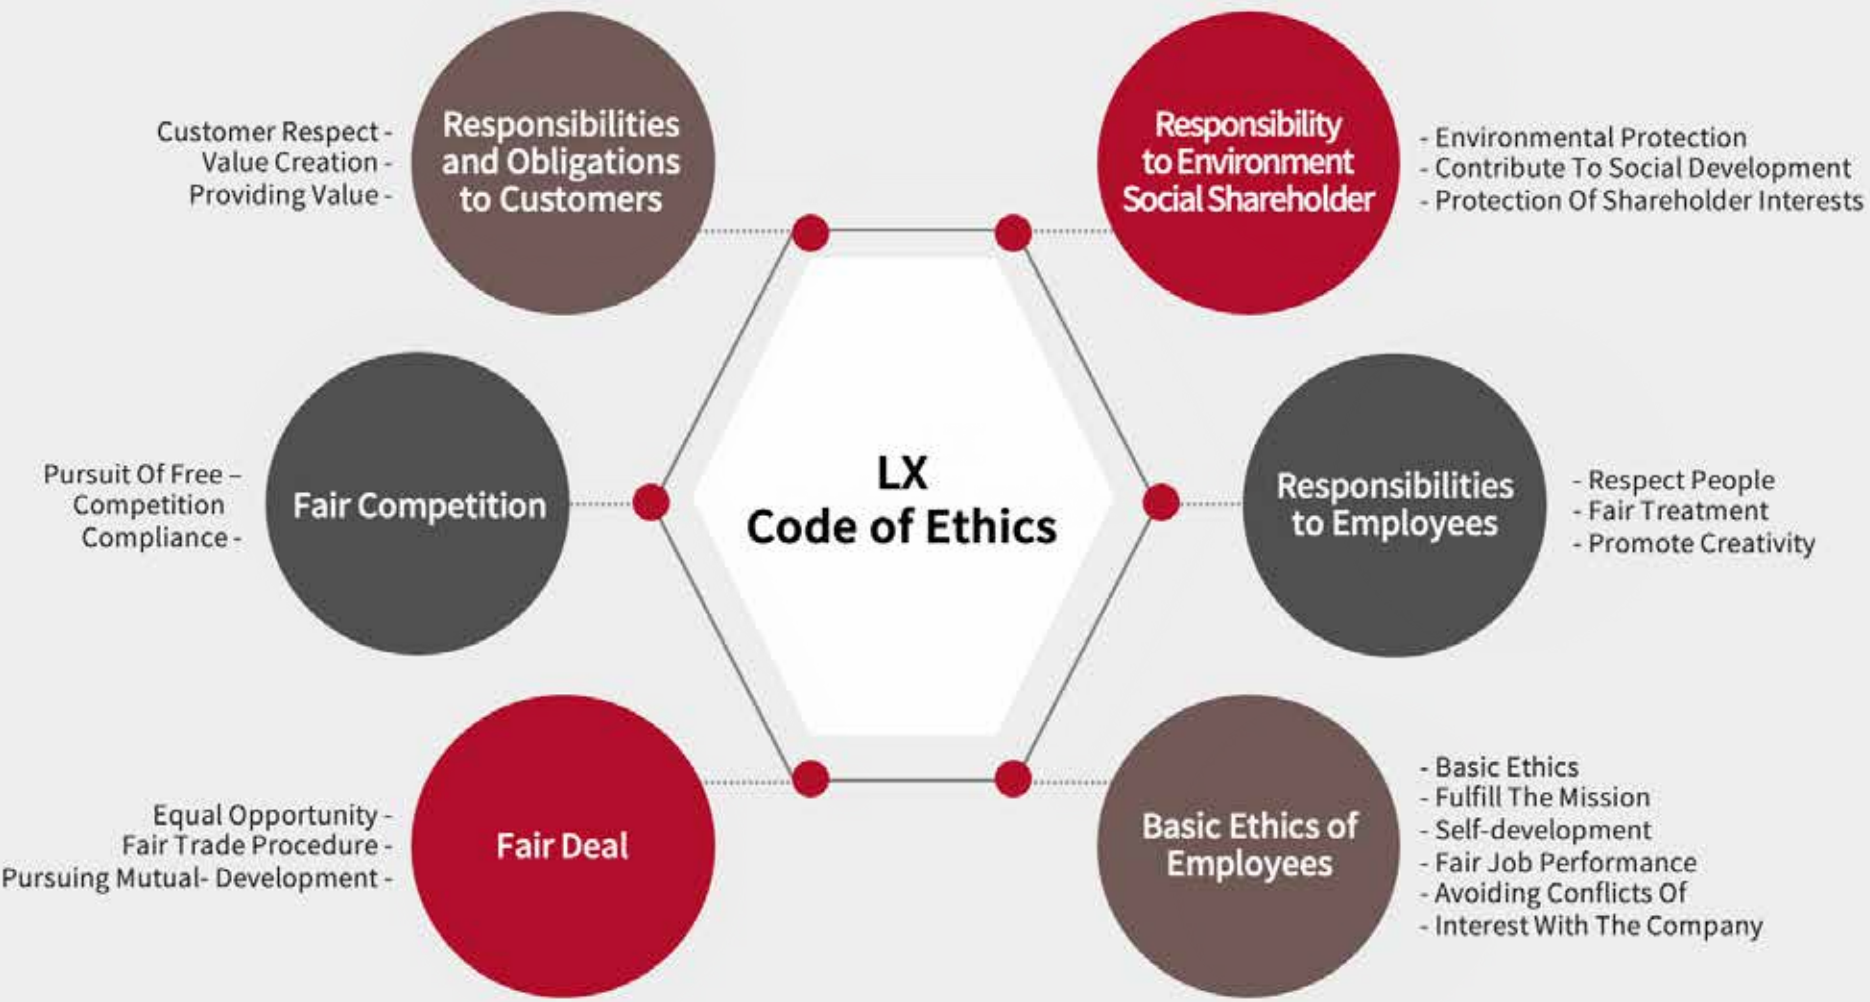 Customer Respect -
Value Creation -
Providing Value -
Responsibilities
and Obligations
to Customers
Responsibility
to Environment
Social Shareholder
- Environmental Protection
- Contribute To Social Development
- Protection Of Shareholder Interests
Pursuit Of Free –
Competition
Compliance -
Fair Competition
LX
Code of Ethics
Responsibilities
to Employees
- Respect People
- Fair Treatment
- Promote Creativity
Equal Opportunity -
Fair Trade Procedure -
Pursuing Mutual- Development -
Fair Deal
Basic Ethics of
Employees
- Basic Ethics
- Fulfill The Mission
- Self-development
- Fair Job Performance
- Avoiding Conflicts Of
- Interest With The Company